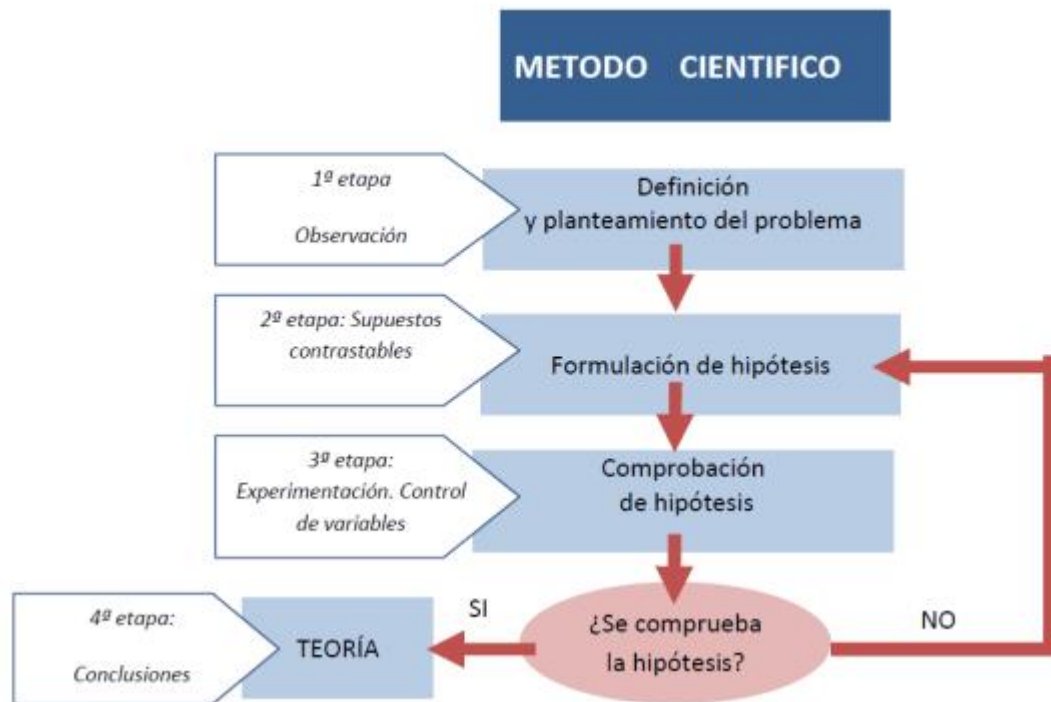 METODO CIENTIFICO
1ª etapa
Observación
Definición
y planteamiento del problema
2ª etapa: Supuestos
contrastables
Formulación de hipótesis
3ª etapa:
Experimentación. Control
de variables
Comprobación
de hipótesis
4ª etapa:
Conclusiones
TEORÍA
SI
¿Se comprueba
la hipótesis?
NO